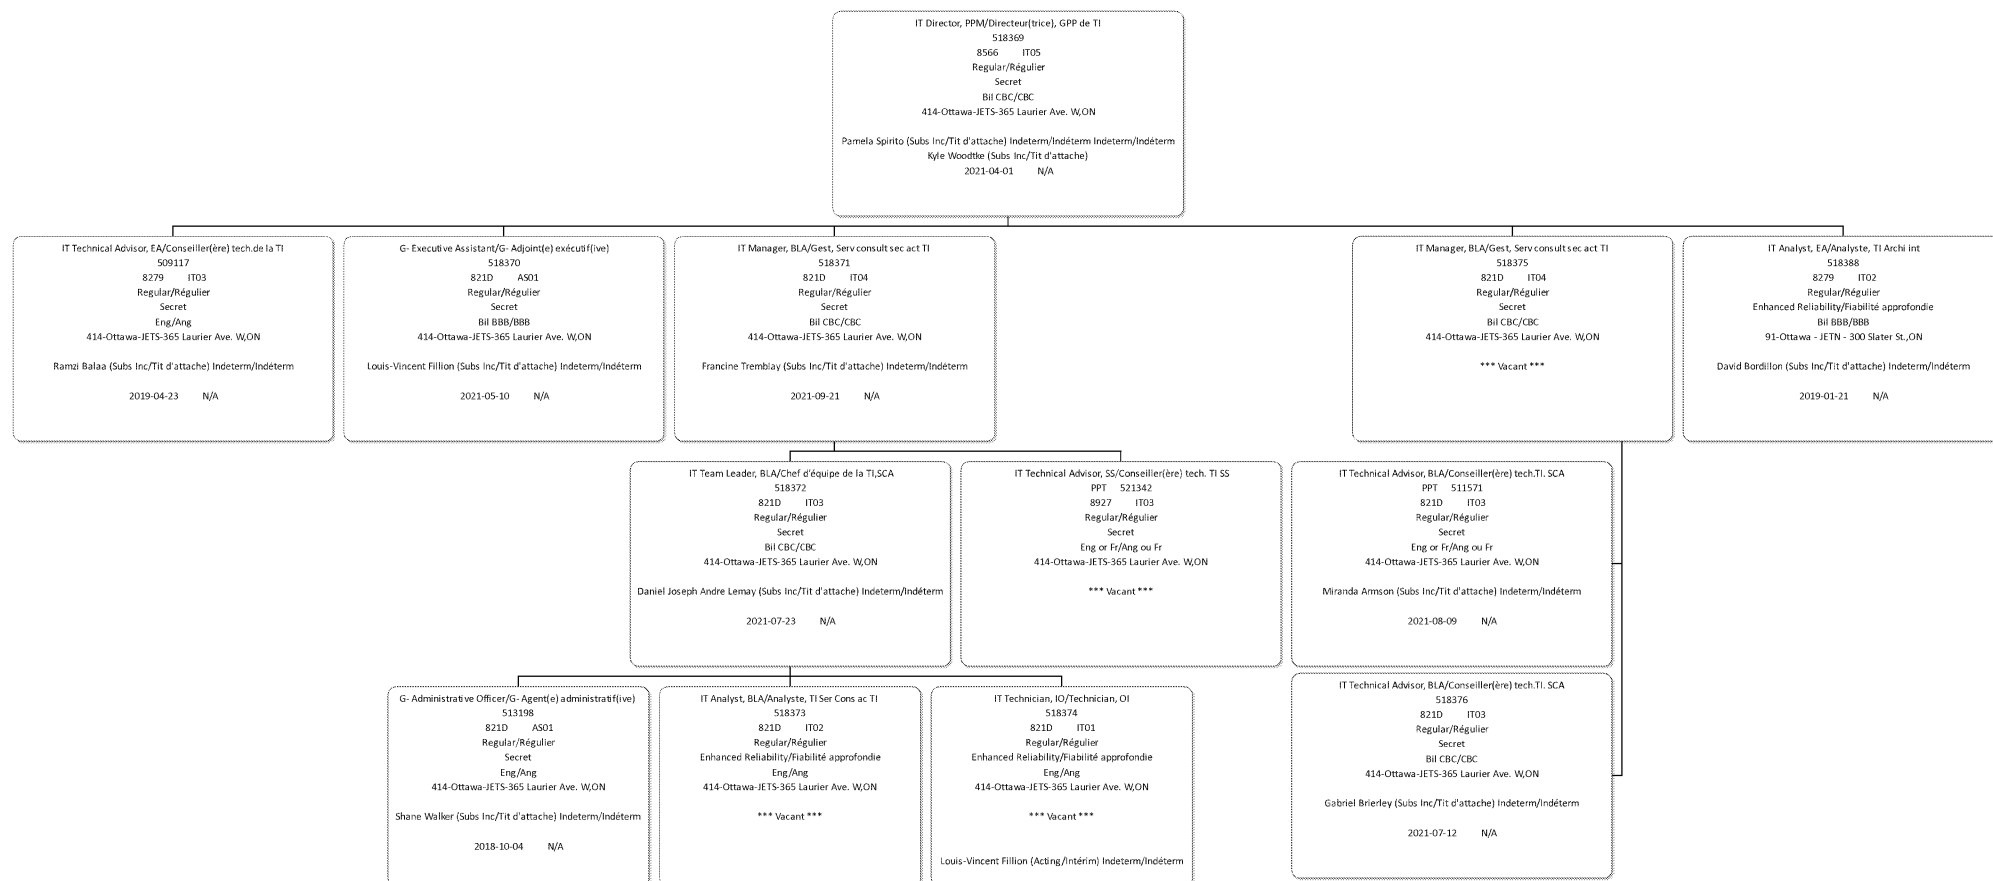 IT Director, PPM/Directeur(trice), GPP de TI
518369
8566 IT05
Regular/Régulier
Secret
Bil CBC/CBC
414-Ottawa-JETS-365 Laurier Ave. W,ON
Pamela Spirito (Subs Inc/Tit d'attache) Indeterm/Indéterm Indeterm/Indéterm
Kyle Woodtke (Subs Inc/Tit d'attache)
2021-04-01 N/A
IT Technical Advisor, EA/Conseiller(ère) tech.de la TI
509117
8279 IT03
Regular/Régulier
Secret
Eng/Ang
414-Ottawa-JETS-365 Laurier Ave. W,ON
Ramzi Balaa (Subs Inc/Tit d'attache) Indeterm/Indéterm
2019-04-23 N/A
G- Executive Assistant/G- Adjoint(e) exécutif(ive)
518370
821D AS01
Regular/Régulier
Secret
Bil BBB/BBB
414-Ottawa-JETS-365 Laurier Ave. W,ON
Louis-Vincent Fillion (Subs Inc/Tit d'attache) Indeterm/Indéterm
2021-05-10 N/A
IT Manager, BLA/Gest, Serv consult sec act TI
518371
821D IT04
Regular/Régulier
Secret
Bil CBC/CBC
414-Ottawa-JETS-365 Laurier Ave. W,ON
Francine Tremblay (Subs Inc/Tit d'attache) Indeterm/Indéterm
2021-09-21 N/A
IT Manager, BLA/Gest, Serv consult sec act TI
518375
821D IT04
Regular/Régulier
Secret
Bil CBC/CBC
414-Ottawa-JETS-365 Laurier Ave. W,ON
*** Vacant ***
IT Analyst, EA/Analyste, TI Archi int
518388
8279 IT02
Regular/Régulier
Enhanced Reliability/Fiabilité approfondie
Bil BBB/BBB
91-Ottawa - JETN - 300 Slater St.,ON
David Bordillon (Subs Inc/Tit d'attache) Indeterm/Indéterm
2019-01-21 N/A
IT Team Leader, BLA/Chef d'équipe de la TI,SCA
518372
821D IT03
Regular/Régulier
Secret
Bil CBC/CBC
414-Ottawa-JETS-365 Laurier Ave. W,ON
Daniel Joseph Andre Lemay (Subs Inc/Tit d'attache) Indeterm/Indéterm
2021-07-23 N/A
IT Technical Advisor, SS/Conseiller(ère) tech. TI SS
PPT 521342
8927 IT03
Regular/Régulier
Secret
Eng or Fr/Ang ou Fr
414-Ottawa-JETS-365 Laurier Ave. W,ON
*** Vacant ***
IT Technical Advisor, BLA/Conseiller(ère) tech.TI. SCA
PPT 511571
821D IT03
Regular/Régulier
Secret
Eng or Fr/Ang ou Fr
414-Ottawa-JETS-365 Laurier Ave. W,ON
Miranda Armson (Subs Inc/Tit d'attache) Indeterm/Indéterm
2021-08-09 N/A
G- Administrative Officer/G- Agent(e) administratif(ive)
513198
821D AS01
Regular/Régulier
Secret
Eng/Ang
414-Ottawa-JETS-365 Laurier Ave. W,ON
Shane Walker (Subs Inc/Tit d'attache) Indeterm/Indéterm
2018-10-04 N/A
IT Analyst, BLA/Analyste, TI Ser Cons ac TI
518373
821D IT02
Regular/Régulier
Enhanced Reliability/Fiabilité approfondie
Eng/Ang
414-Ottawa-JETS-365 Laurier Ave. W,ON
*** Vacant ***
IT Technician, IO/Technician, OI
518374
821D IT01
Regular/Régulier
Enhanced Reliability/Fiabilité approfondie
Eng/Ang
414-Ottawa-JETS-365 Laurier Ave. W,ON
*** Vacant ***
Louis-Vincent Fillion (Acting/Intérim) Indeterm/Indéterm
IT Technical Advisor, BLA/Conseiller(ère) tech.TI. SCA
518376
821D IT03
Regular/Régulier
Secret
Bil CBC/CBC
414-Ottawa-JETS-365 Laurier Ave. W,ON
Gabriel Brierley (Subs Inc/Tit d'attache) Indeterm/Indéterm
2021-07-12 N/A